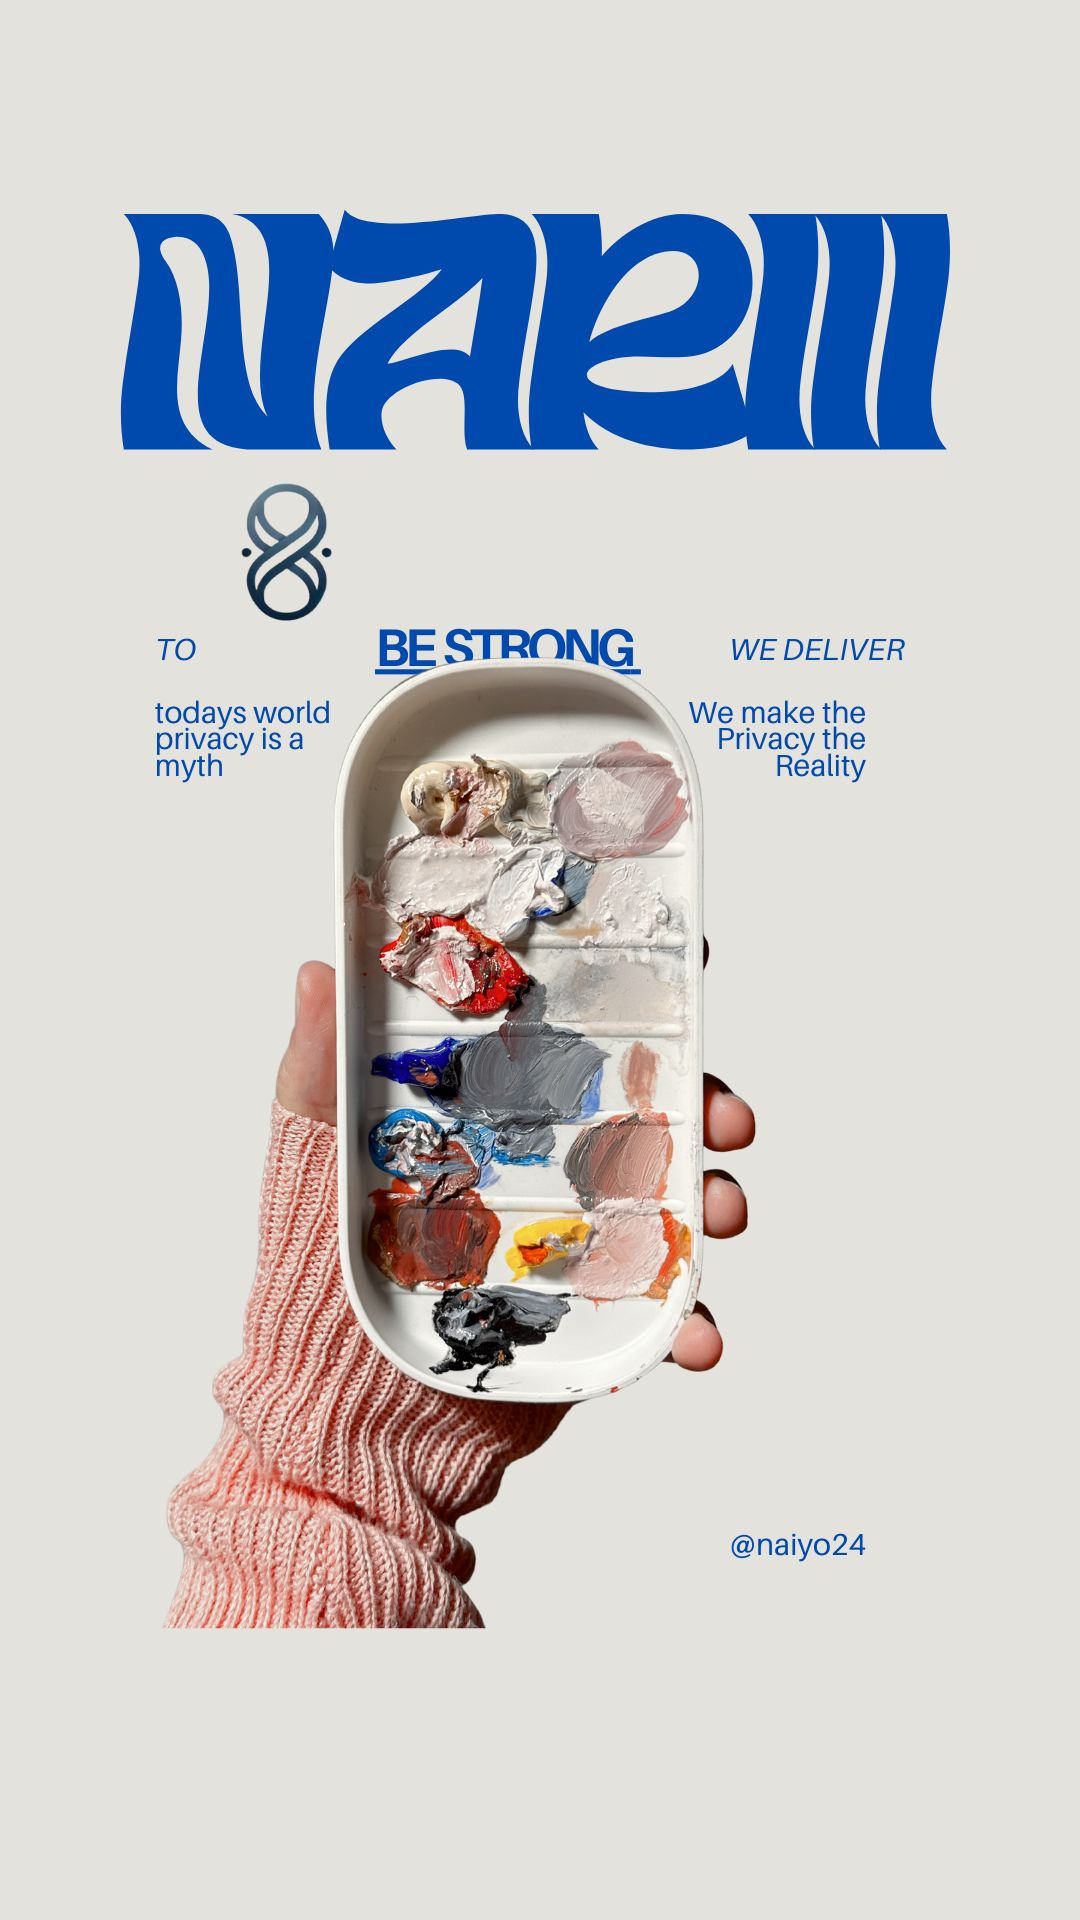 TO
BE STRONG
WE DELIVER
todays world
privacy is a
myth
We make the
Privacy the
Reality
@naiyo24